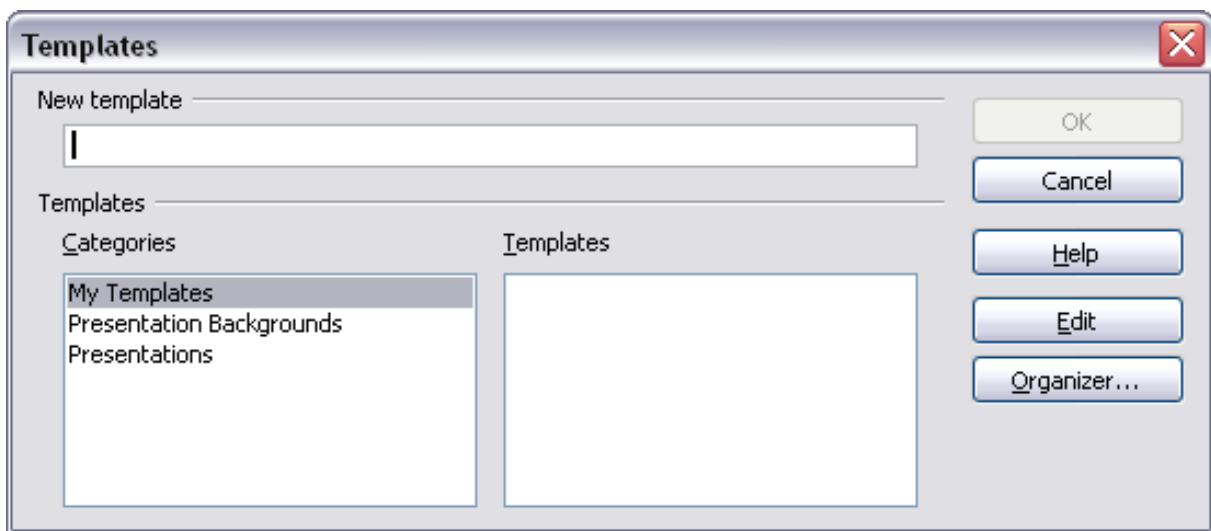 Templates
New template
OK
Cancel
Templates
Categories
Templates
Help
My Templates
Presentation Backgrounds
Presentations
Edit
Organizer...